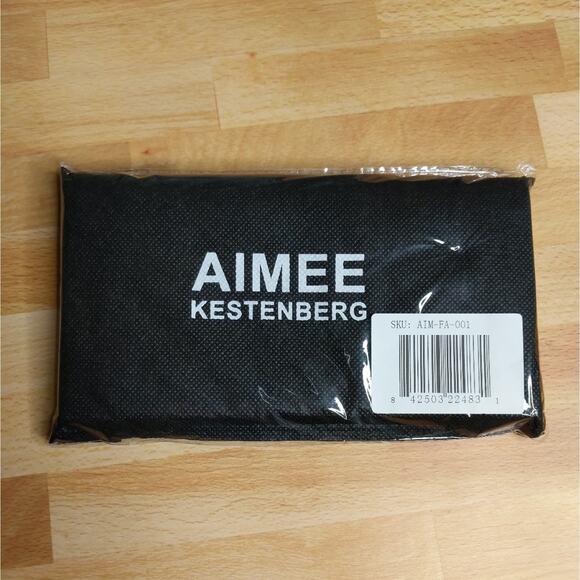 AIMEE
KESTENBERG
SKU: AIM-FA-001
8 42503 22483 1